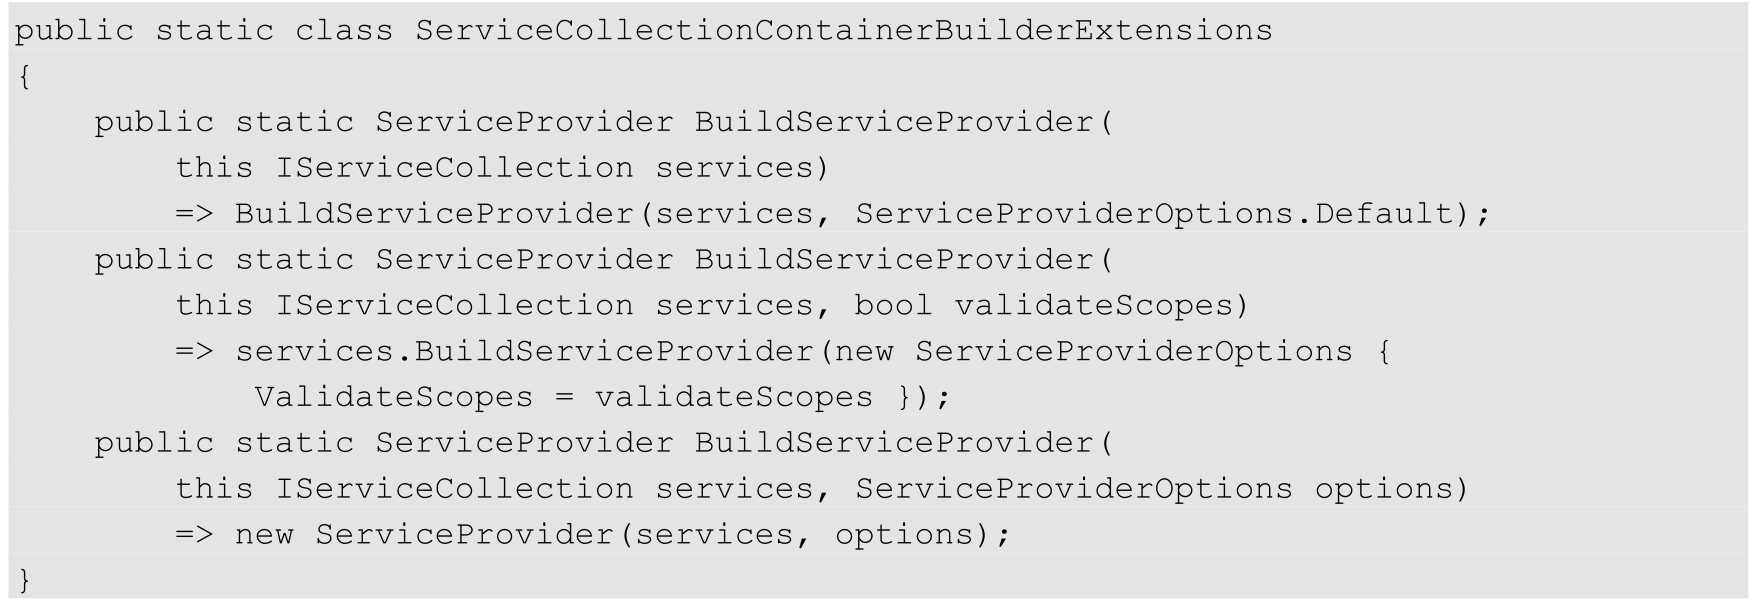 public static class ServiceCollectionContainerBuilderExtensions
{
    public static ServiceProvider BuildServiceProvider(
        this IServiceCollection services)
        => BuildServiceProvider(services, ServiceProviderOptions.Default);
    public static ServiceProvider BuildServiceProvider(
        this IServiceCollection services, bool validateScopes)
        => services.BuildServiceProvider(new ServiceProviderOptions {
            ValidateScopes = validateScopes });
    public static ServiceProvider BuildServiceProvider(
        this IServiceCollection services, ServiceProviderOptions options)
        => new ServiceProvider(services, options);
}